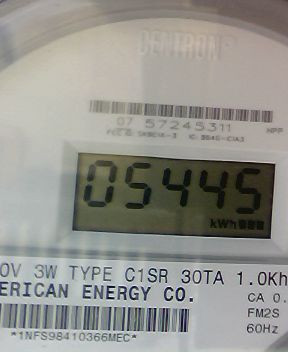 CENTRON
07 57245311
HPP
05445
kWh
0V 3W TYPE C1SR 30TA 1.0Kh
ERICAN ENERGY CO.
CA 0.
FM2S
60Hz
*1NFS98410366MEC*